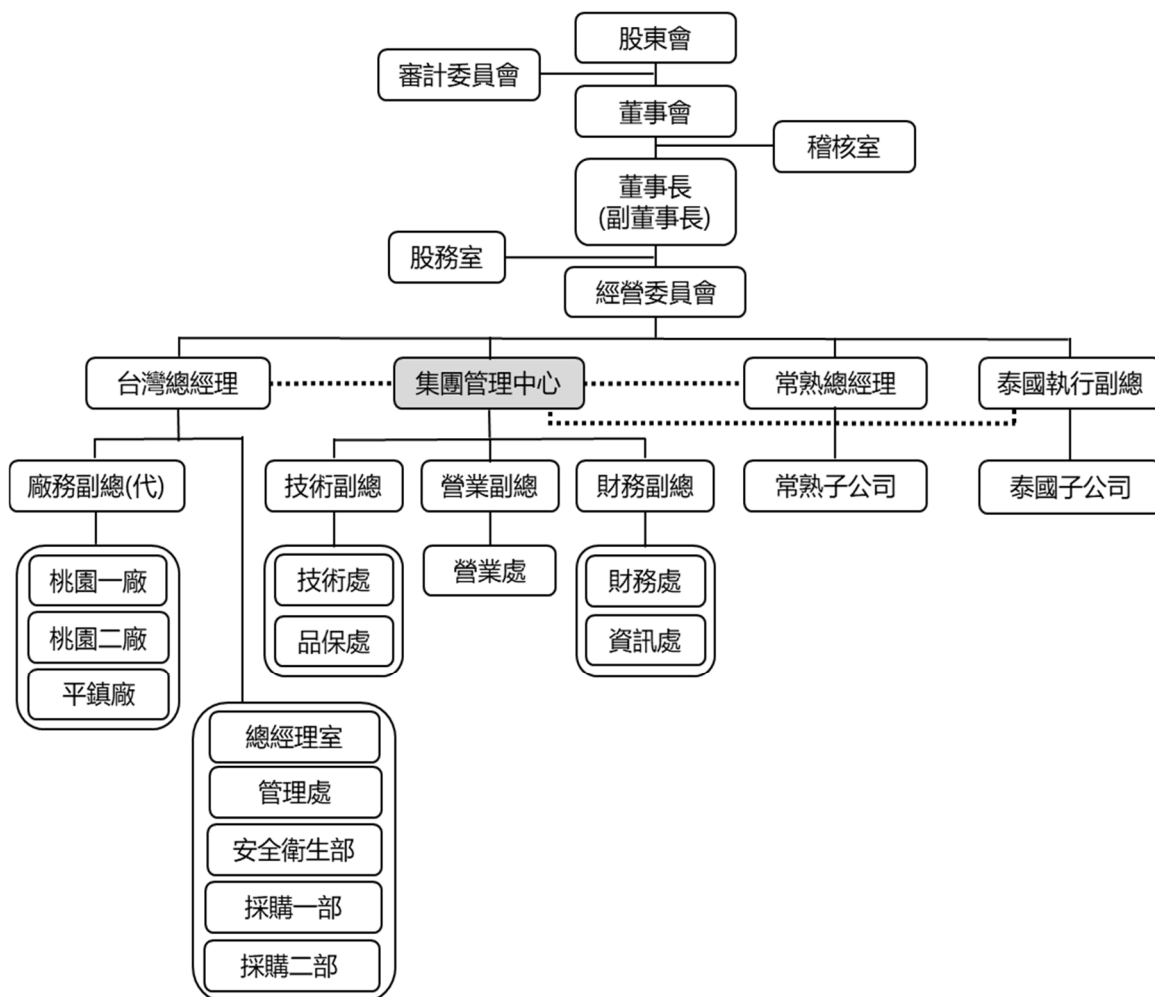 股東會
審計委員會
董事會
稽核室
董事長
(副董事長)
股務室
經營委員會
台灣總經理
集團管理中心
常熟總經理
泰國執行副總
廠務副總(代)
技術副總
營業副總
財務副總
常熟子公司
泰國子公司
桃園一廠
桃園二廠
平鎮廠
技術處
品保處
營業處
財務處
資訊處
總經理室
管理處
安全衛生部
採購一部
採購二部